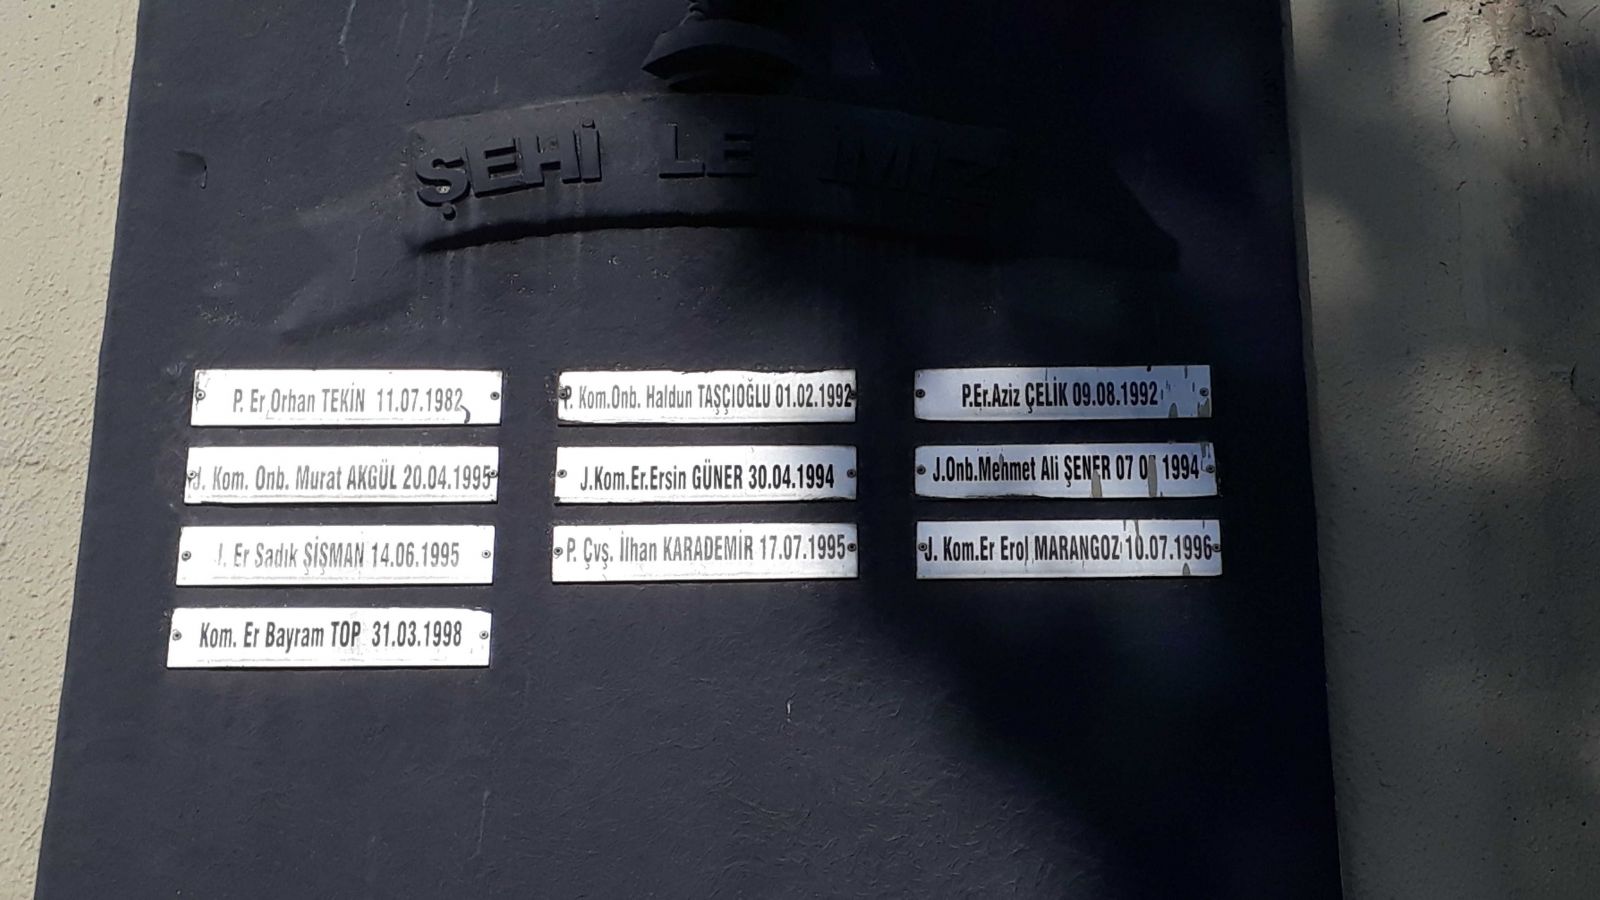 ŞEHİ LE MIZ
P. Er Orhan TEKİN 11.07.1982
P. Kom.Onb. Haldun TAŞÇIOĞLU 01.02.1992
P.Er.Aziz ÇELİK 09.08.1992
J. Kom. Onb. Murat AKGÜL 20.04.1995
J.Kom.Er.Ersin GÜNER 30.04.1994
J.Onb.Mehmet Ali ŞENER 07 1994
J. Er Sadık ŞİŞMAN 14.06.1995
P. Çvş. İlhan KARADEMİR 17.07.1995
J. Kom.Er Erol MARANGOZ 10.07.1996
Kom. Er Bayram TOP 31.03.1998